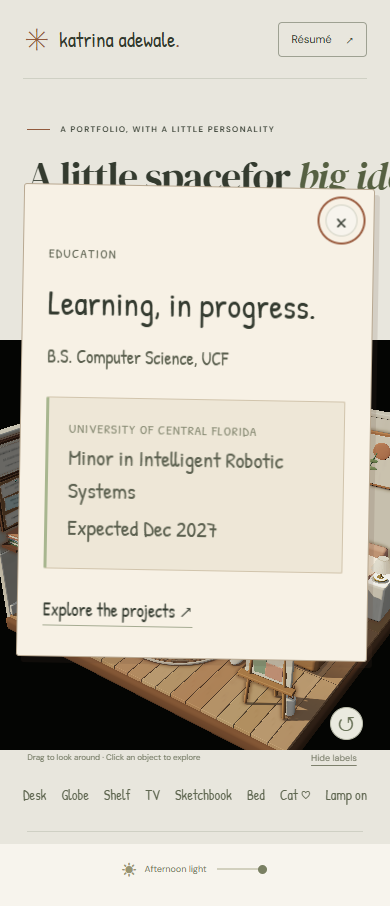 katrina adewale.
Résumé ↗
A PORTFOLIO, WITH A LITTLE PERSONALITY
A little spacefor big
×
EDUCATION
Learning, in progress.
B.S. Computer Science, UCF
UNIVERSITY OF CENTRAL FLORIDA
Minor in Intelligent Robotic
Systems
Expected Dec 2027
Explore the projects ↗
Drag to look around · Click an object to explore
Hide labels
Desk Globe Shelf TV Sketchbook Bed Cat ♡ Lamp on
Afternoon light